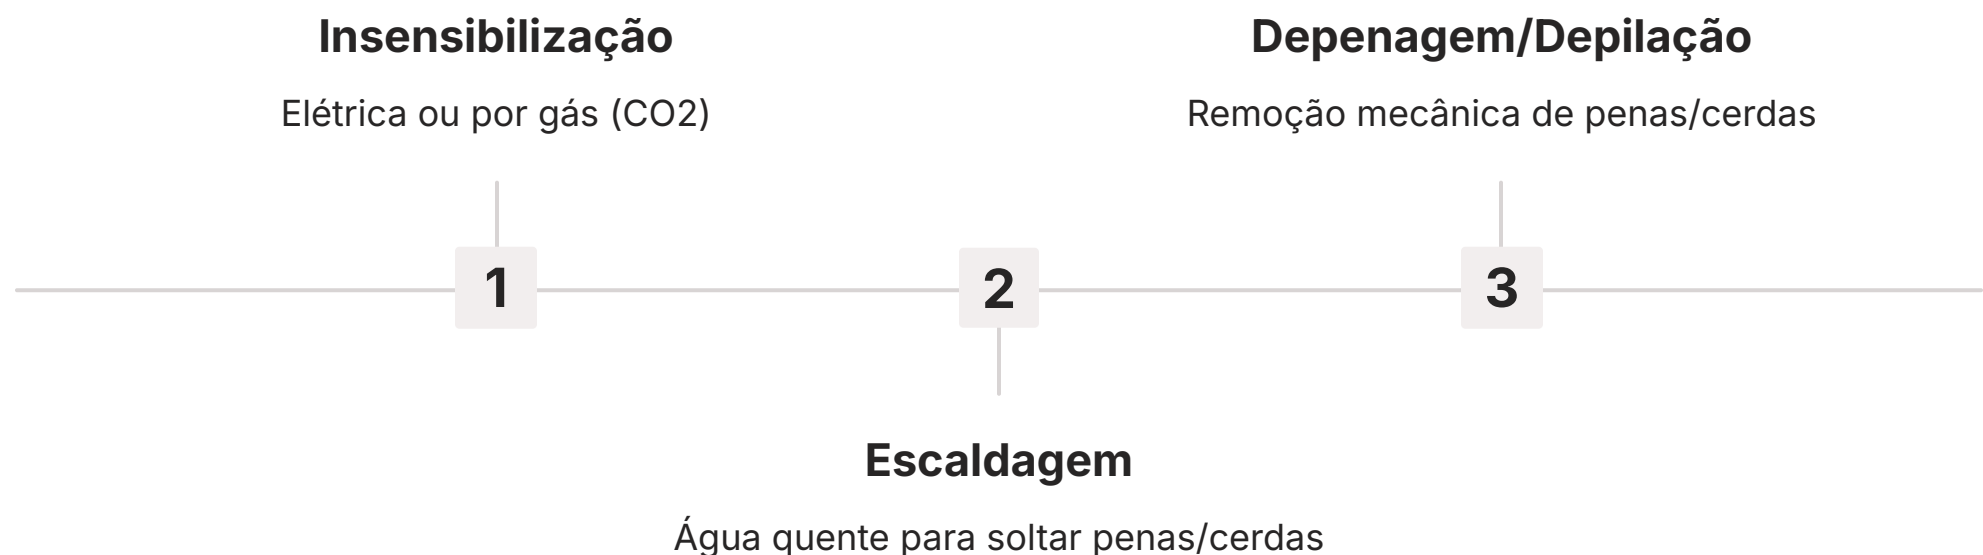 Insensibilização
Elétrica ou por gás (CO2)
Depenagem/Depilação
Remoção mecânica de penas/cerdas
1
2
3
Escaldagem
Água quente para soltar penas/cerdas